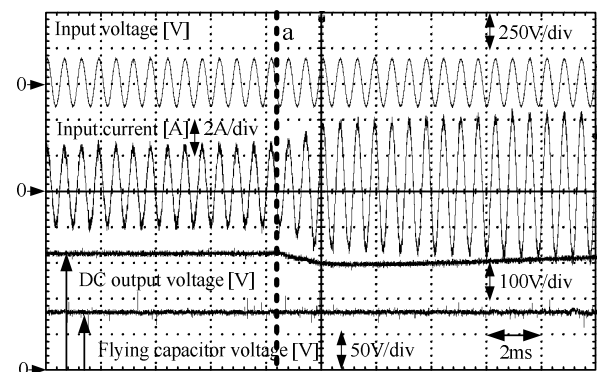 Input voltage [V]
a
250V/div
0
Input current [A]
2A/div
0
DC output voltage [V]
100V/div
Flying capacitor voltage [V]
50V/div
2ms
0